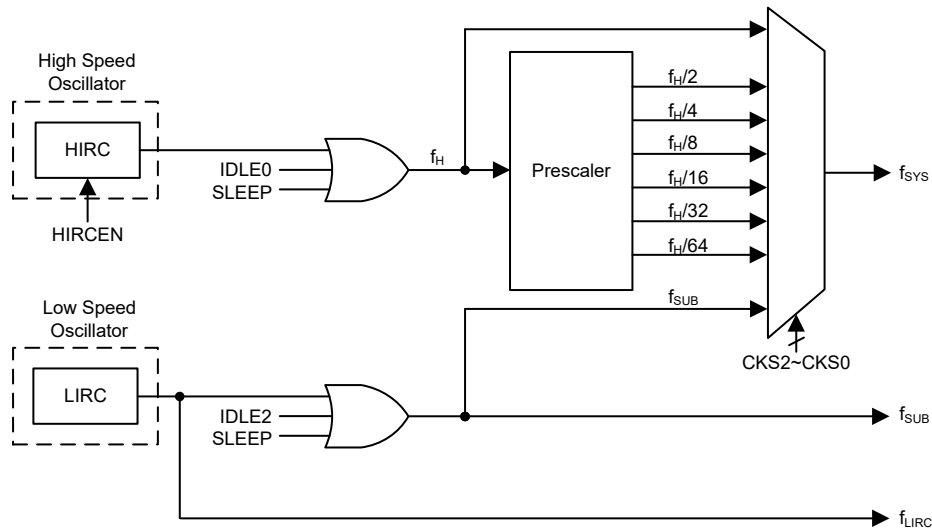 High Speed
Oscillator
HIRC
HIRCEN
IDLE0
SLEEP
fH
Prescaler
fH/2
fH/4
fH/8
fH/16
fH/32
fH/64
fSUB
fSYS
CKS2~CKS0
Low Speed
Oscillator
LIRC
IDLE2
SLEEP
fSUB
fLIRC